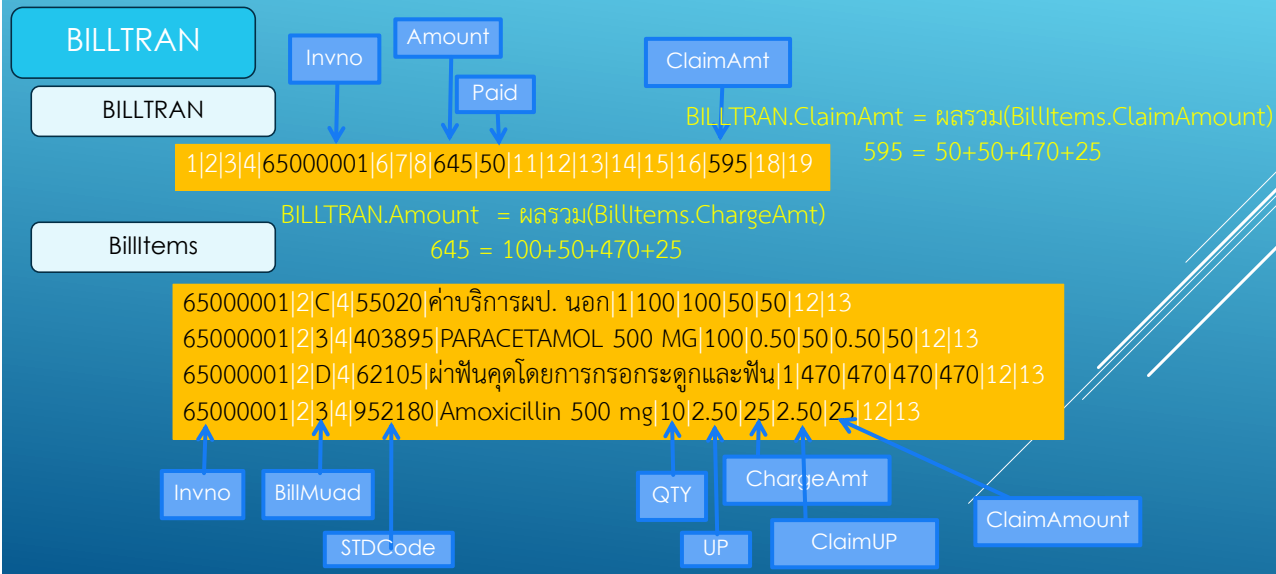 BILLTRAN
Invno
Amount
ClaimAmt
Paid
BILLTRAN
BILLTRAN.ClaimAmt = ผลรวม(BillItems.ClaimAmount)
595 = 50+50+470+25
1|2|3|4|65000001|6|7|8|645|50|11|12|13|14|15|16|595|18|19
BILLTRAN.Amount = ผลรวม(BillItems.ChargeAmt)
645 = 100+50+470+25
BillItems
65000001|2|C|4|55020|ค่าบริการผป. นอก|1|100|100|50|50|12|13
65000001|2|3|4|403895|PARACETAMOL 500 MG|100|0.50|50|0.50|50|12|13
65000001|2|D|4|62105|ผ่าฟันคุดโดยการกรอกระดูกและฟัน|1|470|470|470|470|12|13
65000001|2|3|4|952180|Amoxicillin 500 mg|10|2.50|25|2.50|25|12|13
Invno
BillMuad
QTY
ChargeAmt
ClaimAmount
STDCode
UP
ClaimUP